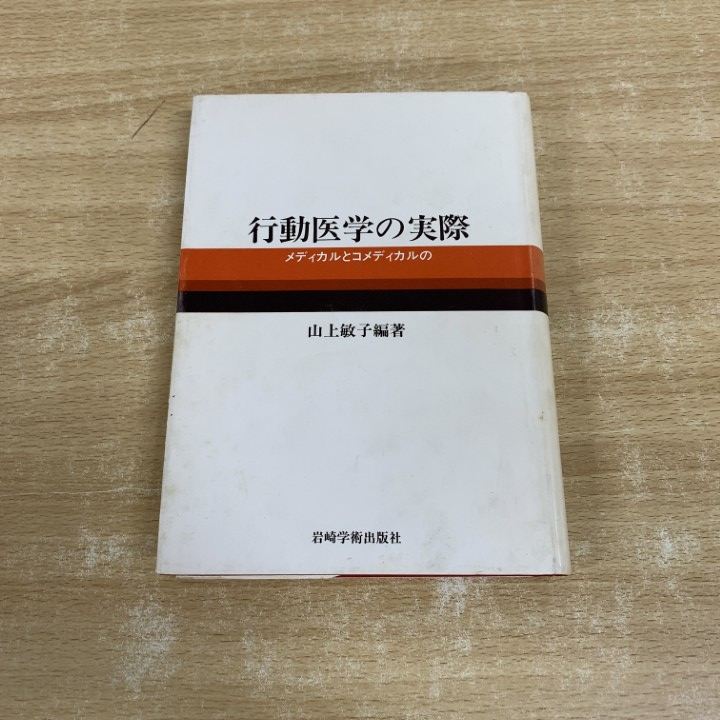 行動医学の実際
メディカルとコメディカルの
山上敏子編著
岩崎学術出版社